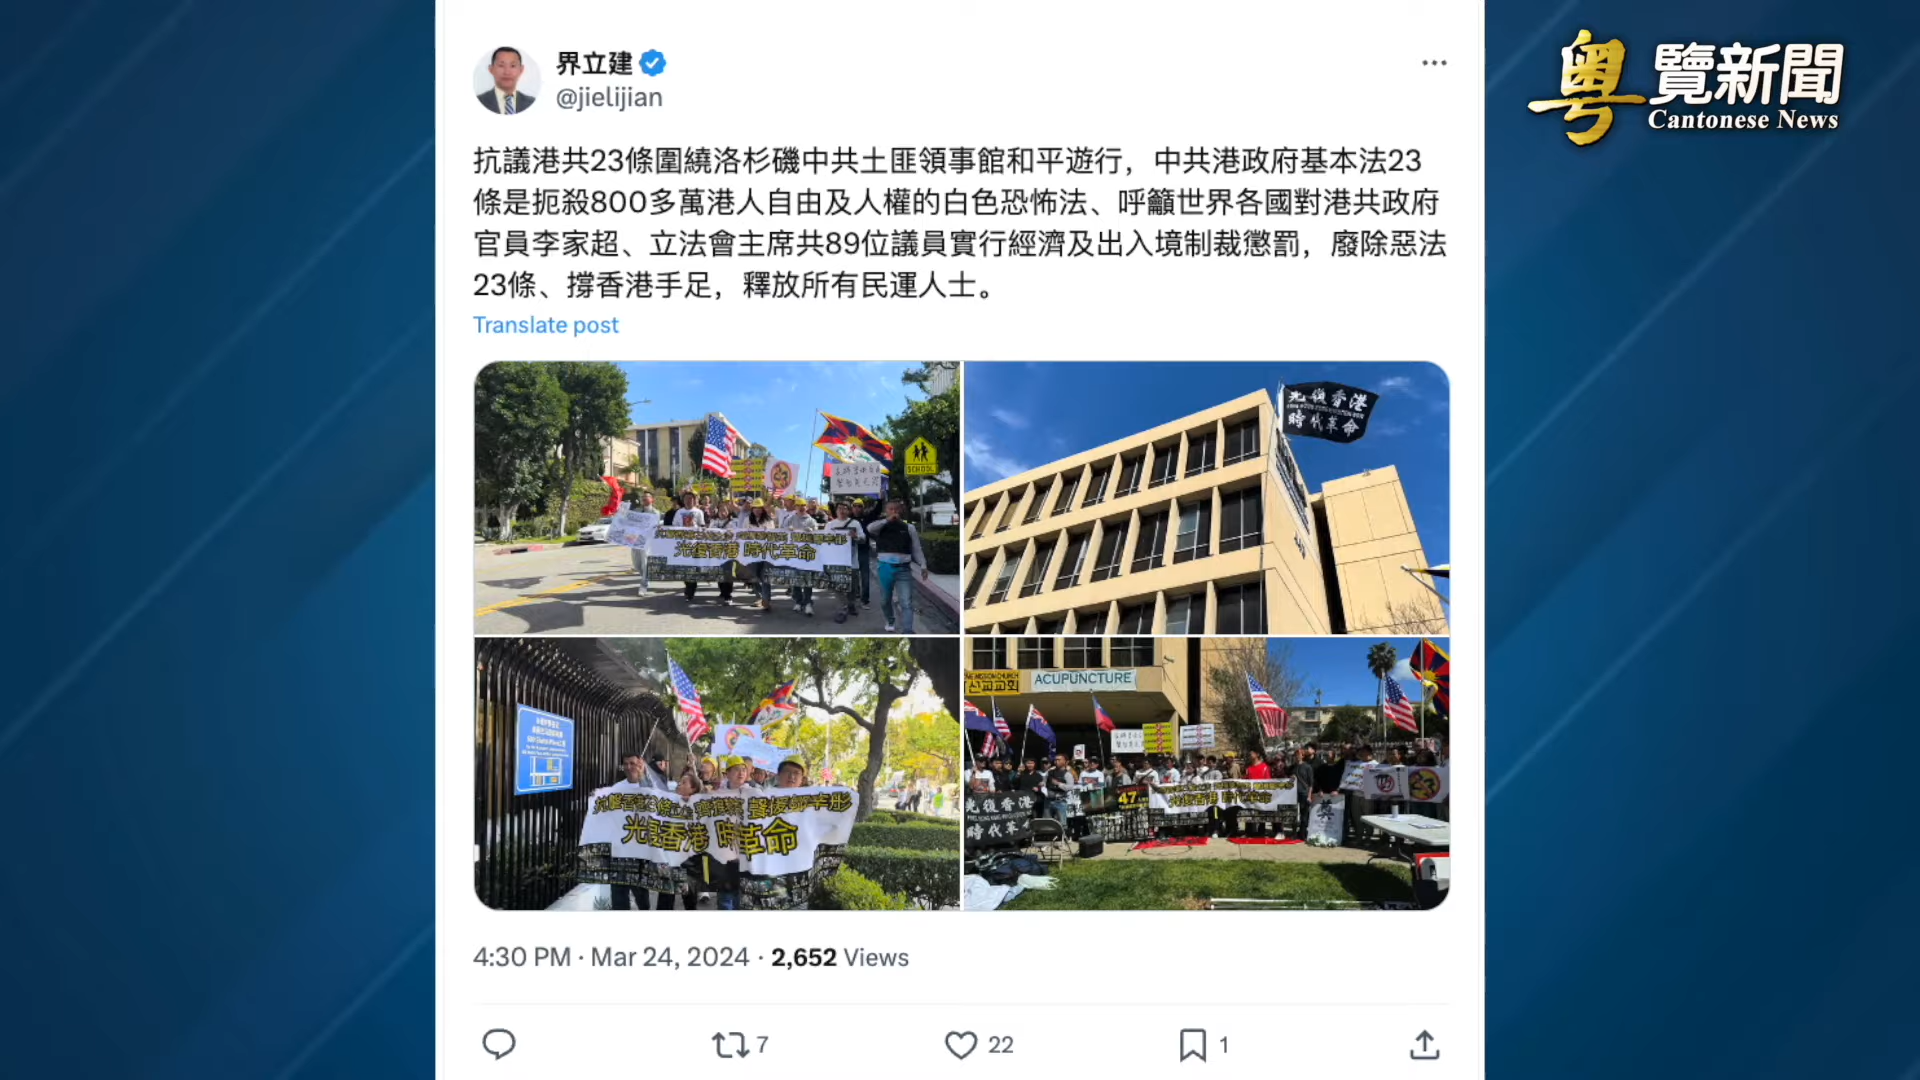 界立建
@jielijian
粵覽新聞
Cantonese News
抗議港共23條圍繞洛杉磯中共土匪領事館和平遊行，中共港政府基本法23
條是扼殺800多萬港人自由及人權的白色恐怖法、呼籲世界各國對港共政府
官員李家超、立法會主席共89位議員實行經濟及出入境制裁懲罰，廢除惡法
23條、撐香港手足，釋放所有民運人士。
Translate post
SCHOOL
光復香港 時代革命
光復香港
時代革命
光復香港 時代革命
ACUPUNCTURE
光復香港
時代革命
47
4:30 PM · Mar 24, 2024 · 2,652 Views
7
22
1